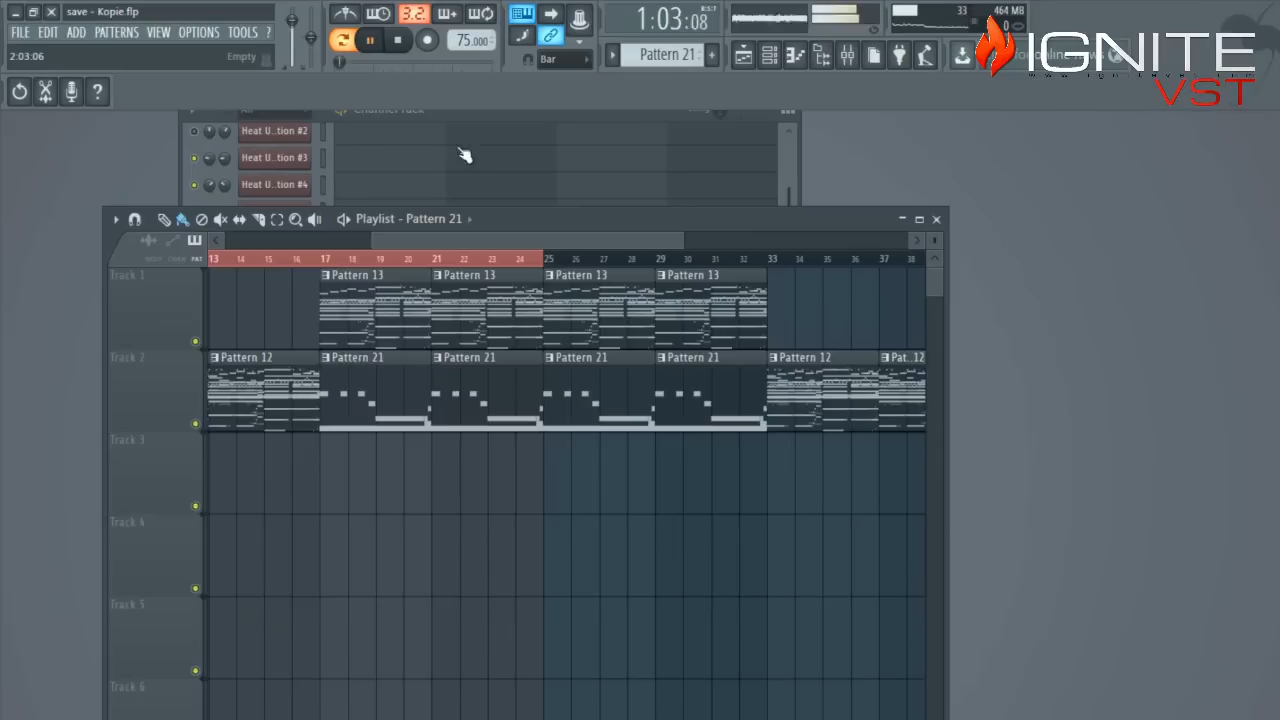 save - Kopie.flp
FILE EDIT ADD PATTERNS VIEW OPTIONS TOOLS ?
2:03:06 Empty
3.2
75.000
Bar
1:03:08
B:S:T
Pattern 21
33 464 MB
0
IGNITE
VST
Channel rack
Heat U..tion #2
Heat U..tion #3
Heat U..tion #4
Playlist - Pattern 21
PAT
13 14 15 16 17 18 19 20 21 22 23 24 25 26 27 28 29 30 31 32 33 34 35 36 37 38
Track 1 Pattern 13 Pattern 13 Pattern 13 Pattern 13
Track 2 Pattern 12 Pattern 21 Pattern 21 Pattern 21 Pattern 21 Pattern 12 Pat..12
Track 3
Track 4
Track 5
Track 6